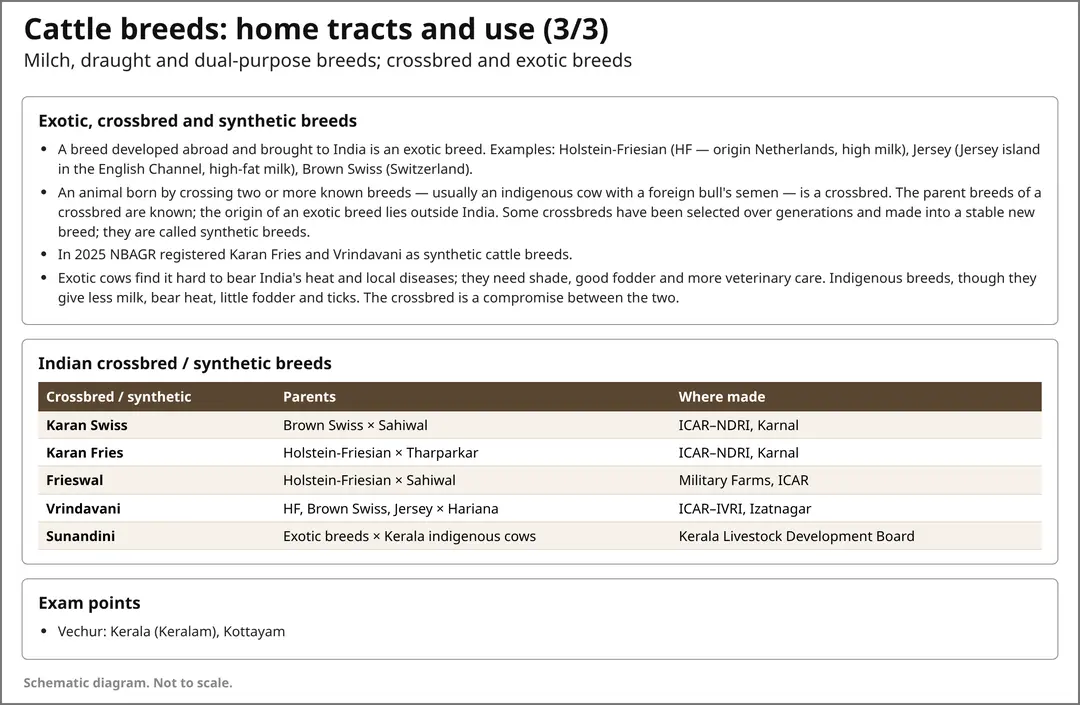 Cattle breeds: home tracts and use (3/3)
Milch, draught and dual-purpose breeds; crossbred and exotic breeds
Exotic, crossbred and synthetic breeds
• A breed developed abroad and brought to India is an exotic breed. Examples: Holstein-Friesian (HF — origin Netherlands, high milk), Jersey (Jersey island
in the English Channel, high-fat milk), Brown Swiss (Switzerland).
• An animal born by crossing two or more known breeds — usually an indigenous cow with a foreign bull's semen — is a crossbred. The parent breeds of a
crossbred are known; the origin of an exotic breed lies outside India. Some crossbreds have been selected over generations and made into a stable new
breed; they are called synthetic breeds.
• In 2025 NBAGR registered Karan Fries and Vrindavani as synthetic cattle breeds.
• Exotic cows find it hard to bear India's heat and local diseases; they need shade, good fodder and more veterinary care. Indigenous breeds, though they
give less milk, bear heat, little fodder and ticks. The crossbred is a compromise between the two.
Indian crossbred / synthetic breeds
Crossbred / synthetic Parents Where made
Karan Swiss Brown Swiss × Sahiwal ICAR–NDRI, Karnal
Karan Fries Holstein-Friesian × Tharparkar ICAR–NDRI, Karnal
Frieswal Holstein-Friesian × Sahiwal Military Farms, ICAR
Vrindavani HF, Brown Swiss, Jersey × Hariana ICAR–IVRI, Izatnagar
Sunandini Exotic breeds × Kerala indigenous cows Kerala Livestock Development Board
Exam points
• Vechur: Kerala (Keralam), Kottayam
Schematic diagram. Not to scale.